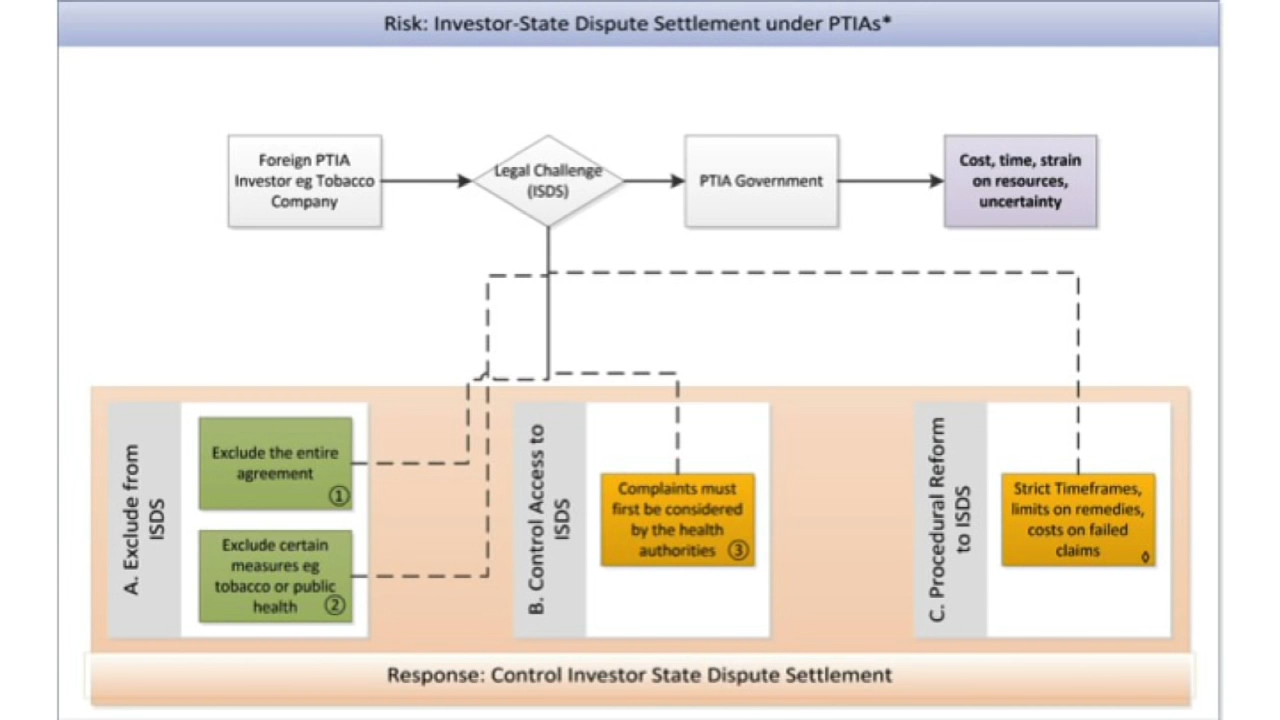 Risk: Investor-State Dispute Settlement under PTIAs*
Foreign PTIA
Investor eg Tobacco
Company
Legal Challenge
(ISDS)
PTIA Government
Cost, time, strain
on resources,
uncertainty
A. Exclude from
ISDS
Exclude the entire
agreement
①
Exclude certain
measures eg
tobacco or public
health ②
B. Control Access to
ISDS
Complaints must
first be considered
by the health
authorities ③
C. Procedural Reform
to ISDS
Strict Timeframes,
limits on remedies,
costs on failed
claims ◊
Response: Control Investor State Dispute Settlement